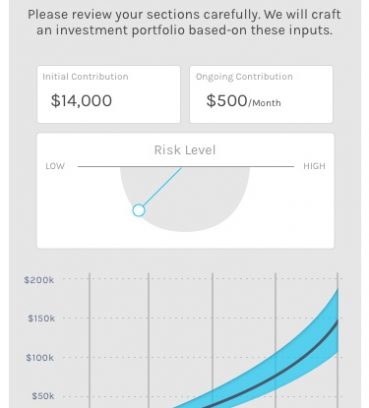 Please review your sections carefully. We will craft
an investment portfolio based-on these inputs.
Initial Contribution
$14,000
Ongoing Contribution
$500/Month
Risk Level
LOW
HIGH
$200k
$150k
$100k
$50k